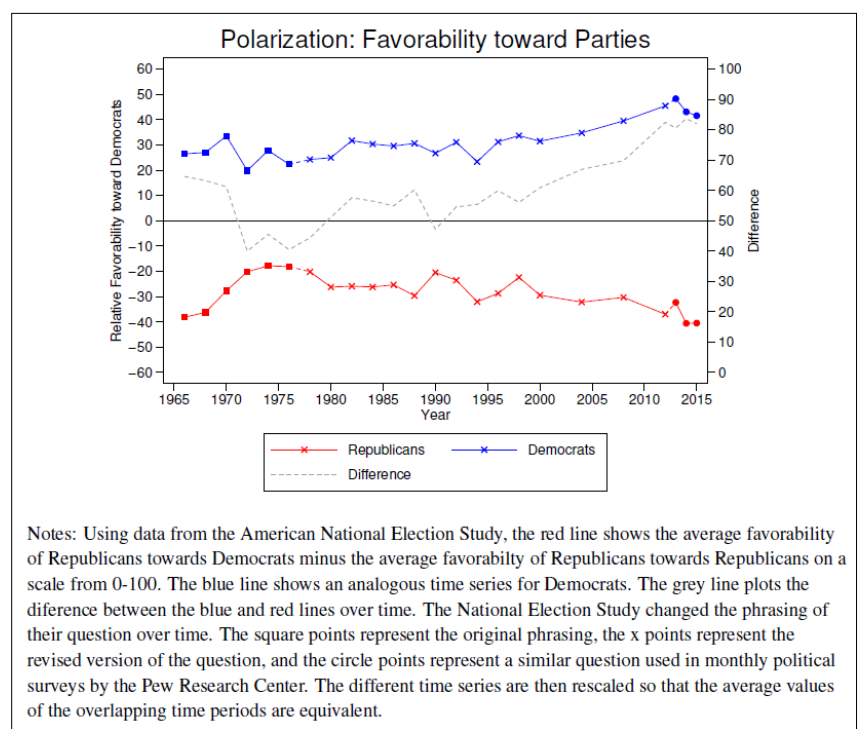 Polarization: Favorability toward Parties
Relative Favorability toward Democrats
60
50
40
30
20
10
0
−10
−20
−30
−40
−50
−60
100
90
80
70
60
50
40
30
20
10
0
Difference
1965 1970 1975 1980 1985 1990 1995 2000 2005 2010 2015
Year
Republicans Democrats
Difference
Notes: Using data from the American National Election Study, the red line shows the average favorability
of Republicans towards Democrats minus the average favorabilty of Republicans towards Republicans on a
scale from 0-100. The blue line shows an analogous time series for Democrats. The grey line plots the
diference between the blue and red lines over time. The National Election Study changed the phrasing of
their question over time. The square points represent the original phrasing, the x points represent the
revised version of the question, and the circle points represent a similar question used in monthly political
surveys by the Pew Research Center. The different time series are then rescaled so that the average values
of the overlapping time periods are equivalent.